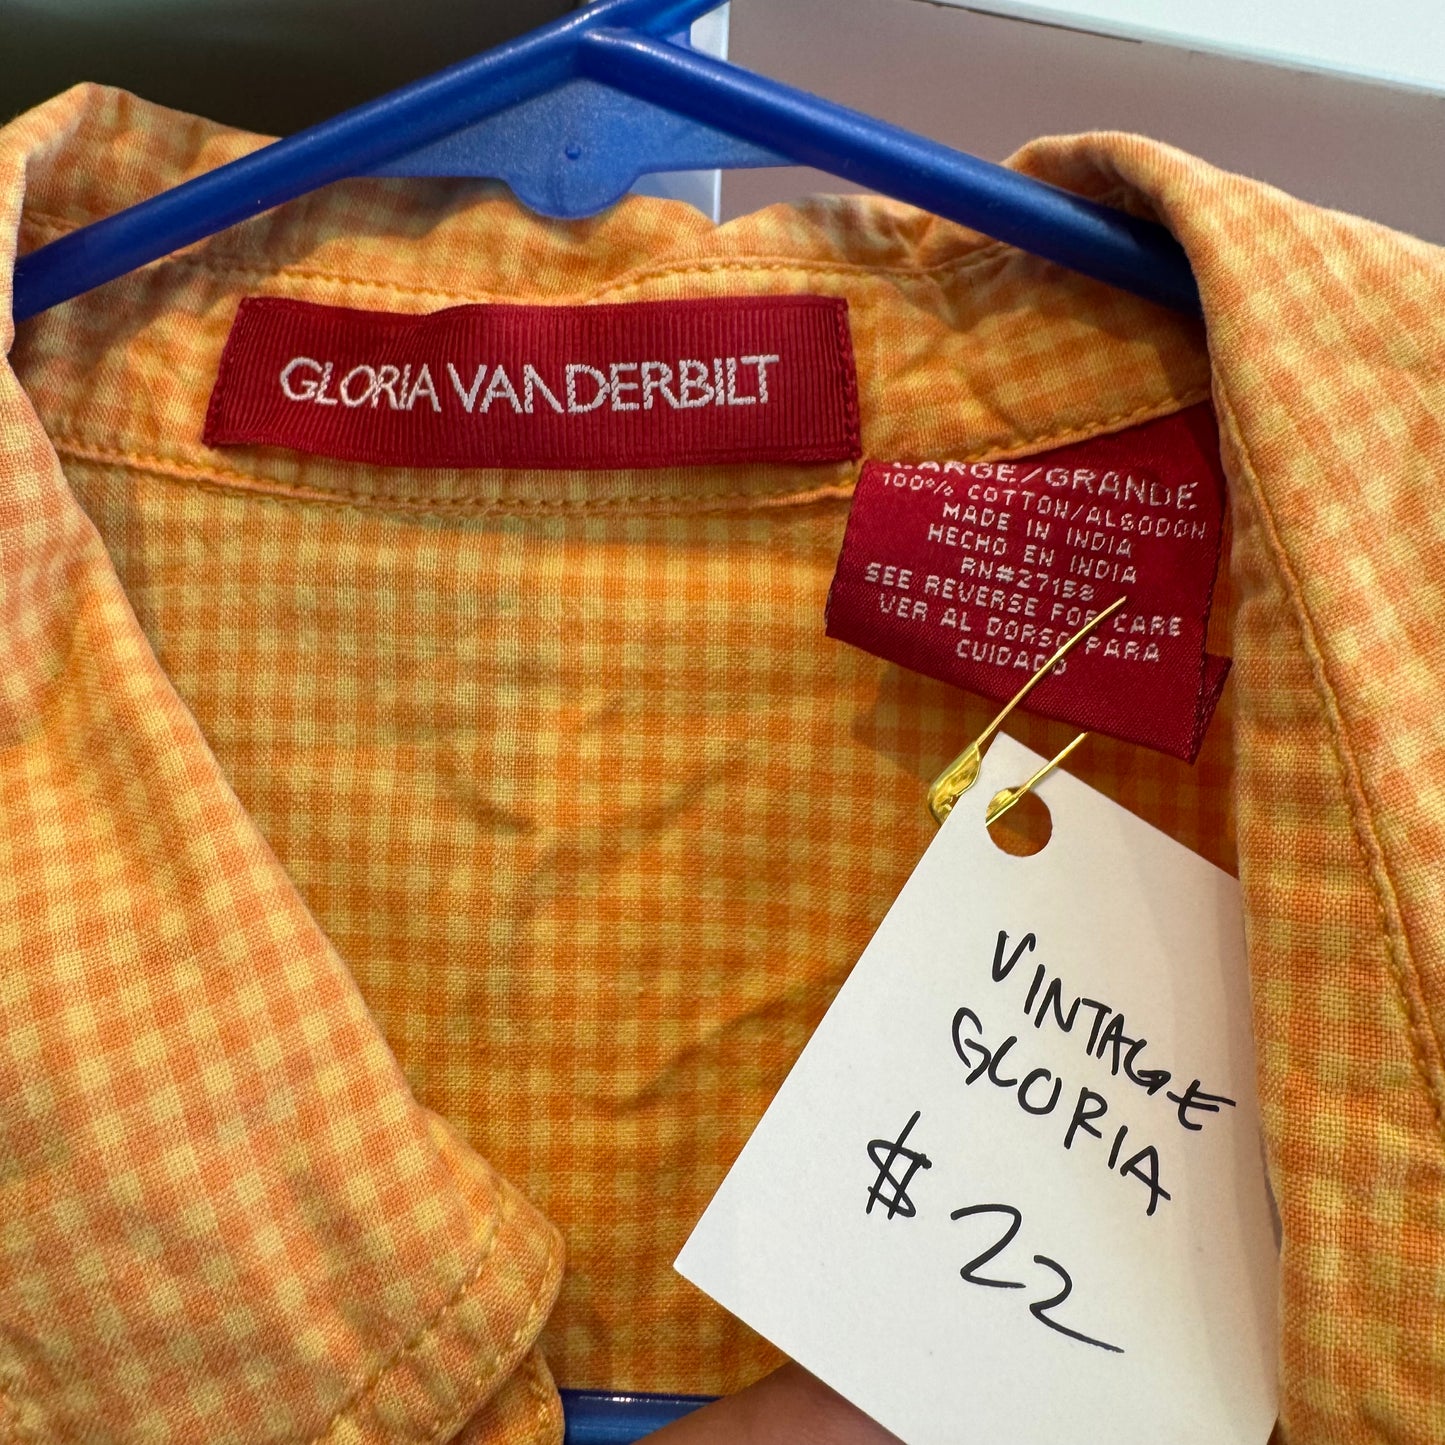 GLORIA VANDERBILT
LARGE/GRANDE
100% COTTON/ALGODON
MADE IN INDIA
HECHO EN INDIA
RN#27158
SEE REVERSE FOR CARE
VER AL DORSO PARA
CUIDADO
VINTAGE
GLORIA
$22